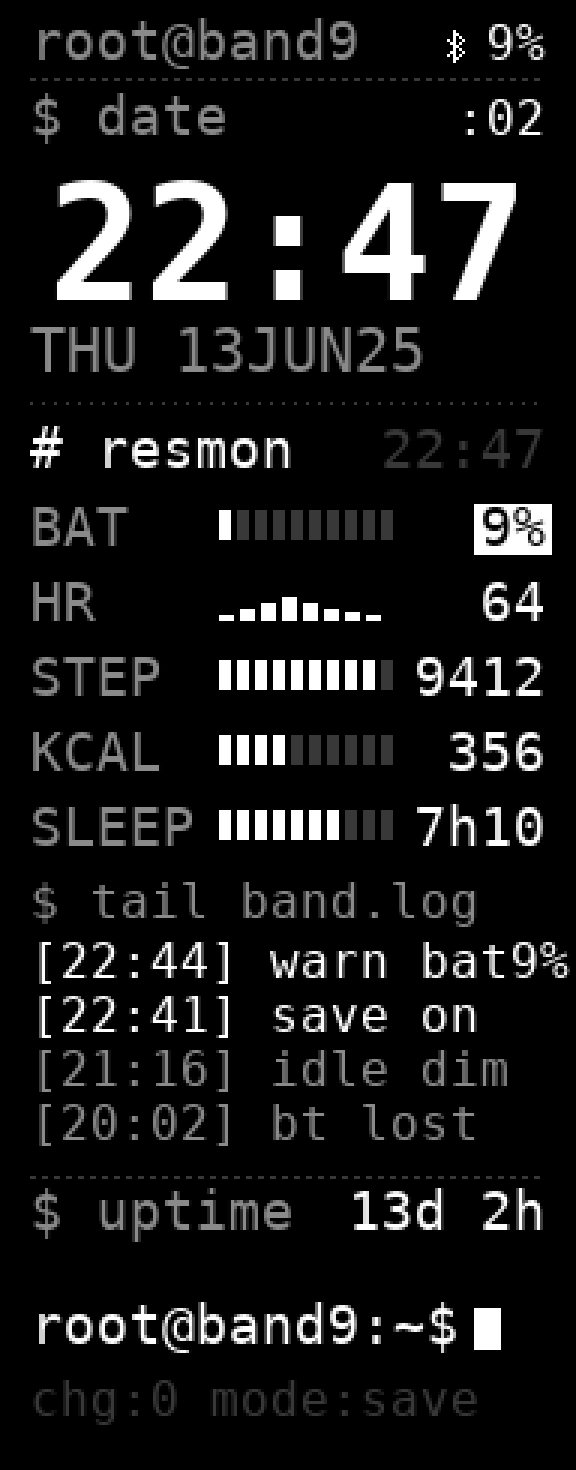 root@band9 9%
$ date :02
22:47
THU 13JUN25
# resmon 22:47
BAT 9%
HR 64
STEP 9412
KCAL 356
SLEEP 7h10
$ tail band.log
[22:44] warn bat9%
[22:41] save on
[21:16] idle dim
[20:02] bt lost
$ uptime 13d 2h
root@band9:~$
chg:0 mode:save